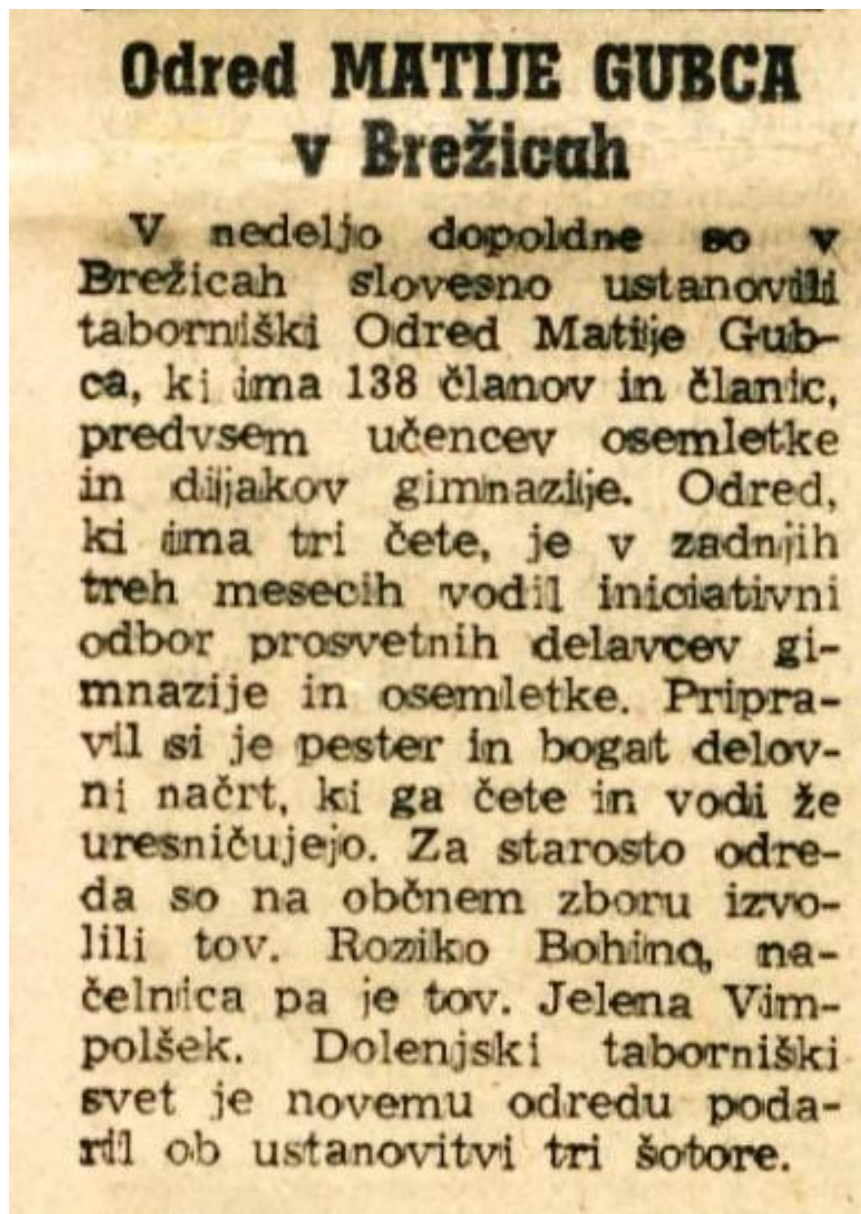 Odred MATIJE GUBCA
v Brežicah
V nedeljo dopoldne so v
Brežicah slovesno ustanovili
taborniški Odred Matije Gub-
ca, ki ima 138 članov in članic,
predvsem učencev osemletke
in dijakov gimnazije. Odred,
ki ima tri čete, je v zadnjih
treh mesecih vodil iniciativni
odbor prosvetnih delavcev gi-
mnazije in osemletke. Pripra-
vil si je pester in bogat delov-
ni načrt, ki ga čete in vodi že
uresničujejo. Za starosto odre-
da so na občnem zboru izvo-
lili tov. Roziko Bohinc, na-
čelnica pa je tov. Jelena Vim-
polšek. Dolenjski taborniški
svet je novemu odredu poda-
ril ob ustanovitvi tri šotore.